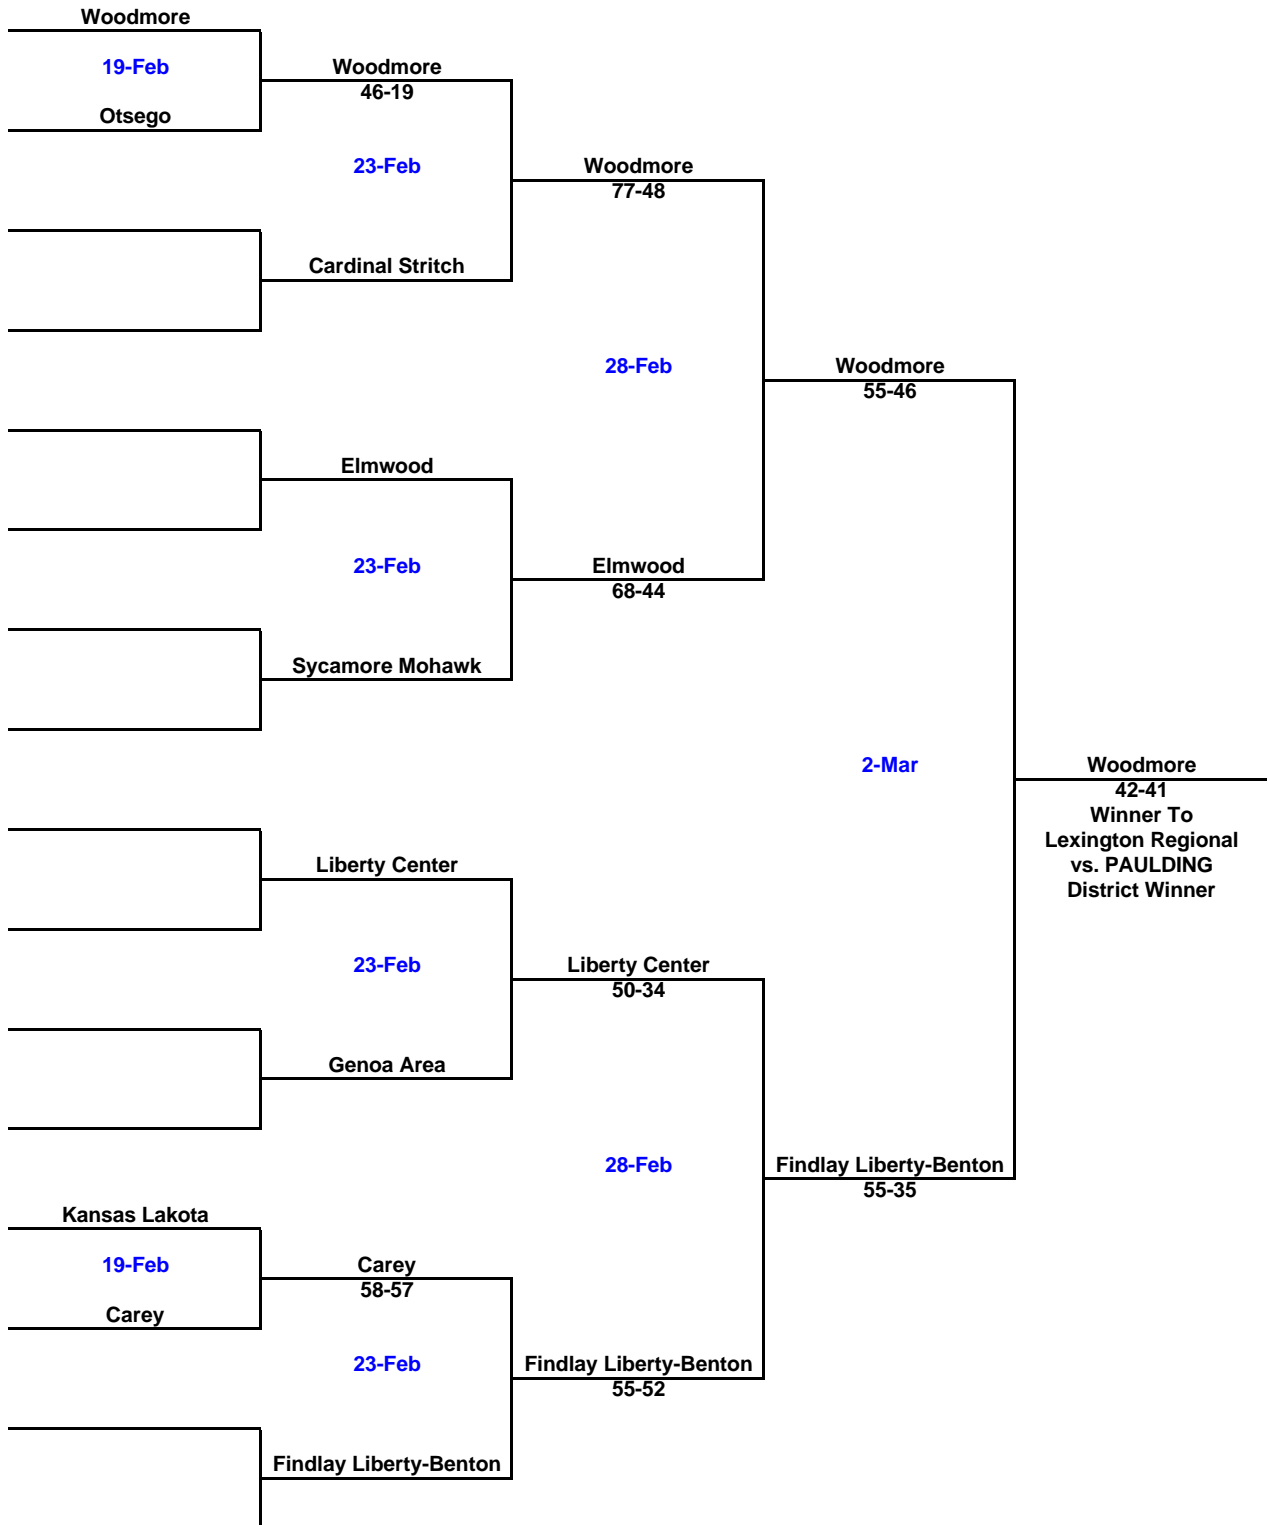 Woodmore
19-Feb
Otsego
Woodmore
46-19
23-Feb
Cardinal Stritch
Woodmore
77-48
28-Feb
Elmwood
23-Feb
Sycamore Mohawk
Elmwood
68-44
Woodmore
55-46
2-Mar
Woodmore
42-41
Winner To
Lexington Regional
vs. PAULDING
District Winner
Liberty Center
23-Feb
Genoa Area
Liberty Center
50-34
28-Feb
Findlay Liberty-Benton
55-35
Kansas Lakota
19-Feb
Carey
Carey
58-57
23-Feb
Findlay Liberty-Benton
Findlay Liberty-Benton
55-52